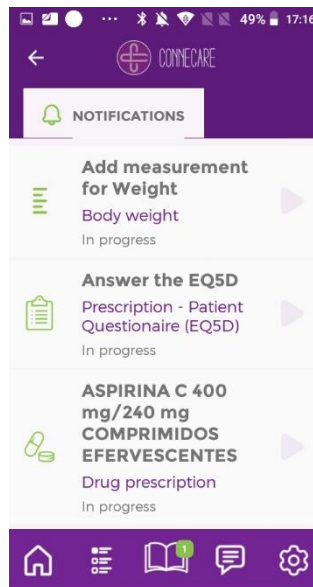 49% 17:16
CONNECARE
NOTIFICATIONS
Add measurement
for Weight
Body weight
In progress
Answer the EQ5D
Prescription - Patient
Questionaire (EQ5D)
In progress
ASPIRINA C 400
mg/240 mg
COMPRIMIDOS
EFERVESCENTES
Drug prescription
In progress
1